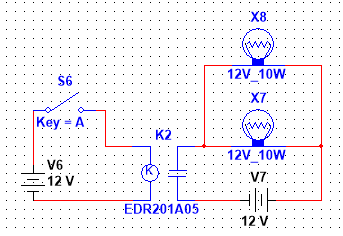 X8
12V_10W
S6
Key = A
X7
12V_10W
K2
V6
12 V
K
EDR201A05
V7
12 V